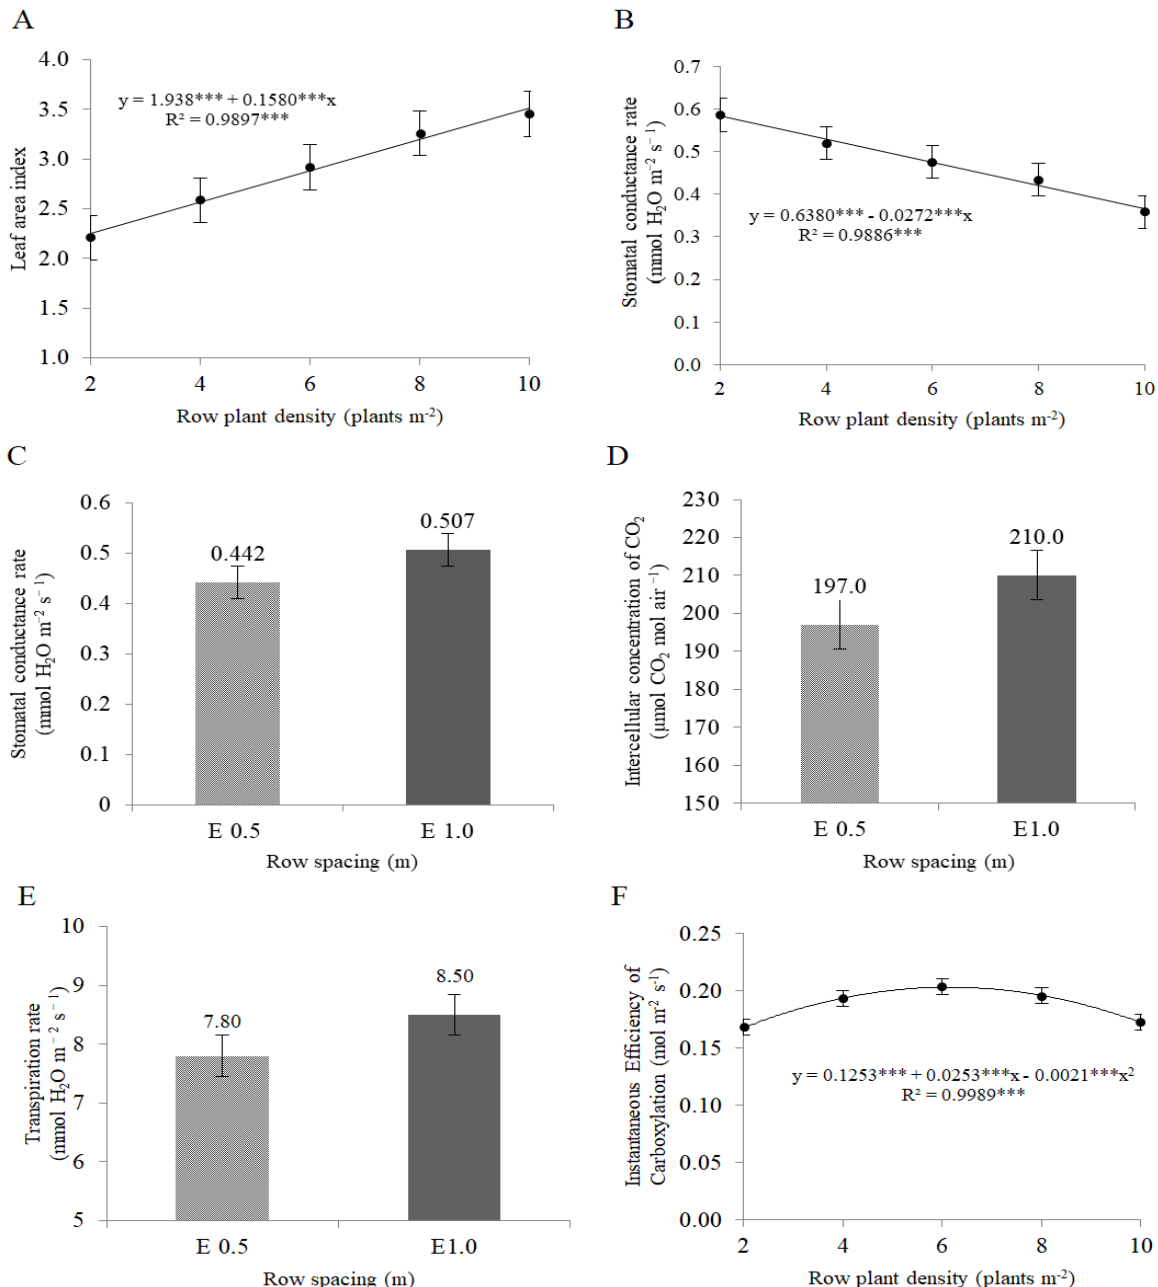 A
Leaf area index
4.0
3.5
3.0
2.5
2.0
1.5
1.0
y = 1.938*** + 0.1580***x
R² = 0.9897***
2 4 6 8 10
Row plant density (plants m⁻²)
B
Stomatal conductance rate
(mmol H₂O m⁻² s⁻¹)
0.7
0.6
0.5
0.4
0.3
0.2
0.1
0.0
y = 0.6380*** - 0.0272***x
R² = 0.9886***
2 4 6 8 10
Row plant density (plants m⁻²)
C
Stomatal conductance rate
(mmol H₂O m⁻² s⁻¹)
0.6
0.5
0.4
0.3
0.2
0.1
0
0.442
0.507
E 0.5 E 1.0
Row spacing (m)
D
Intercellular concentration of CO₂
(µmol CO₂ mol air ⁻¹)
230
220
210
200
190
180
170
160
150
197.0
210.0
E 0.5 E1.0
Row spacing (m)
E
Transpiration rate
(mmol H₂O m⁻² s⁻¹)
10
9
8
7
6
5
7.80
8.50
E 0.5 E1.0
Row spacing (m)
F
Instantaneous Efficiency of
Carboxylation (mol m⁻² s⁻¹)
0.25
0.20
0.15
0.10
0.05
0.00
y = 0.1253*** + 0.0253***x - 0.0021***x²
R² = 0.9989***
2 4 6 8 10
Row plant density (plants m⁻²)